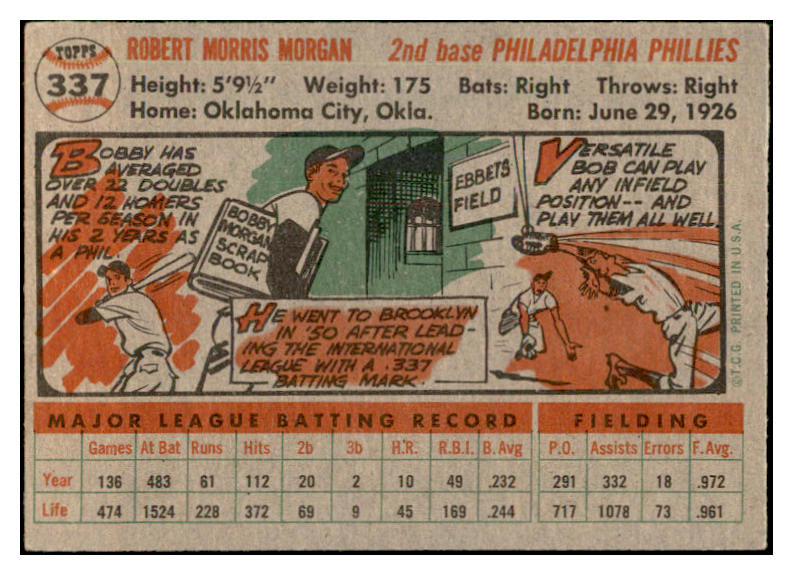 TOPPS
337
ROBERT MORRIS MORGAN 2nd base PHILADELPHIA PHILLIES
Height: 5'9½" Weight: 175 Bats: Right Throws: Right
Home: Oklahoma City, Okla. Born: June 29, 1926
BOBBY HAS
AVERAGED
OVER 22 DOUBLES
AND 12 HOMERS
PER SEASON IN
HIS 2 YEARS AS
A PHIL.
BOBBY
MORGAN
SCRAP
BOOK
EBBETS
FIELD
HE WENT TO BROOKLYN
IN '50 AFTER LEAD-
ING THE INTERNATIONAL
LEAGUE WITH A .337
BATTING MARK.
VERSATILE
BOB CAN PLAY
ANY INFIELD
POSITION-- AND
PLAY THEM ALL WELL.
©T.C.G. PRINTED IN U.S.A.
MAJOR LEAGUE BATTING RECORD FIELDING
Games At Bat Runs Hits 2b 3b H.R. R.B.I. B. Avg P.O. Assists Errors F. Avg.
Year 136 483 61 112 20 2 10 49 .232 291 332 18 .972
Life 474 1524 228 372 69 9 45 169 .244 717 1078 73 .961